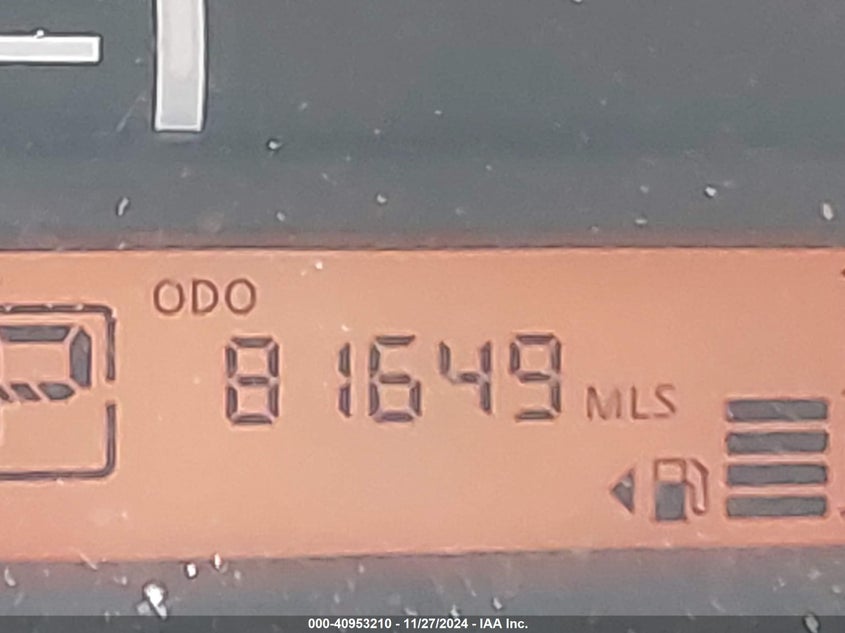 ODO
81649 MLS
P
000-40953210 - 11/27/2024 - IAA Inc.